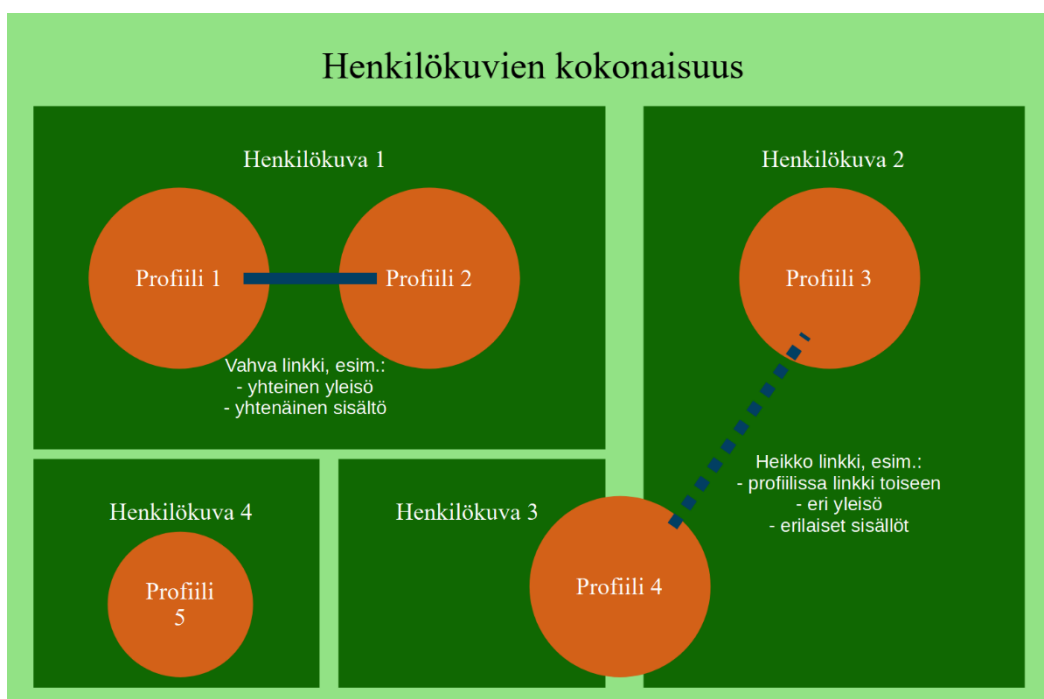 Henkilökuvien kokonaisuus
Henkilökuva 1
Profiili 1
Profiili 2
Vahva linkki, esim.:
- yhteinen yleisö
- yhtenäinen sisältö
Henkilökuva 2
Profiili 3
Heikko linkki, esim.:
- profiilissa linkki toiseen
- eri yleisö
- erilaiset sisällöt
Henkilökuva 4
Profiili
5
Henkilökuva 3
Profiili 4